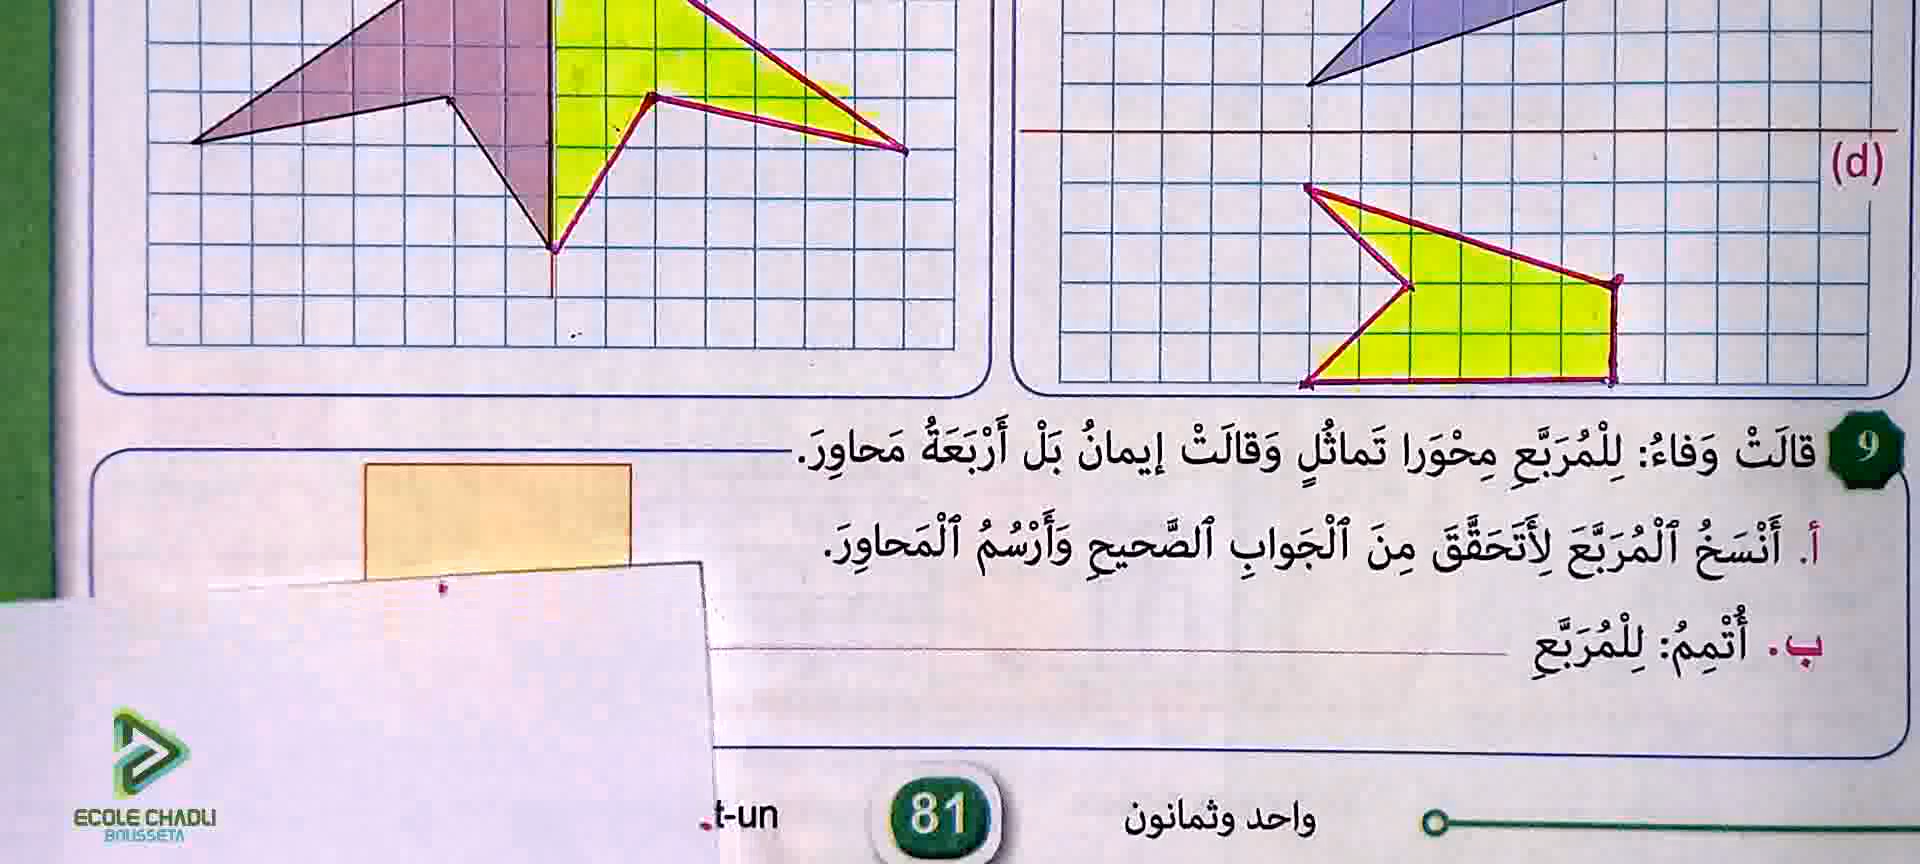 (d)
9 قالَتْ وَفاءُ: لِلْمُرَبَّعِ مِحْوَرا تَماثُلٍ وَقالَتْ إيمانُ بَلْ أَرْبَعَةُ مَحاوِرَ.
أ. أَنْسَخُ ٱلْمُرَبَّعَ لِأَتَحَقَّقَ مِنَ ٱلْجَوابِ ٱلصَّحيحِ وَأَرْسُمُ ٱلْمَحاوِرَ.
ب. أُتْمِمُ: لِلْمُرَبَّعِ
واحد وثمانون 81 t-un
ECOLE CHADLI
BOUSSETA